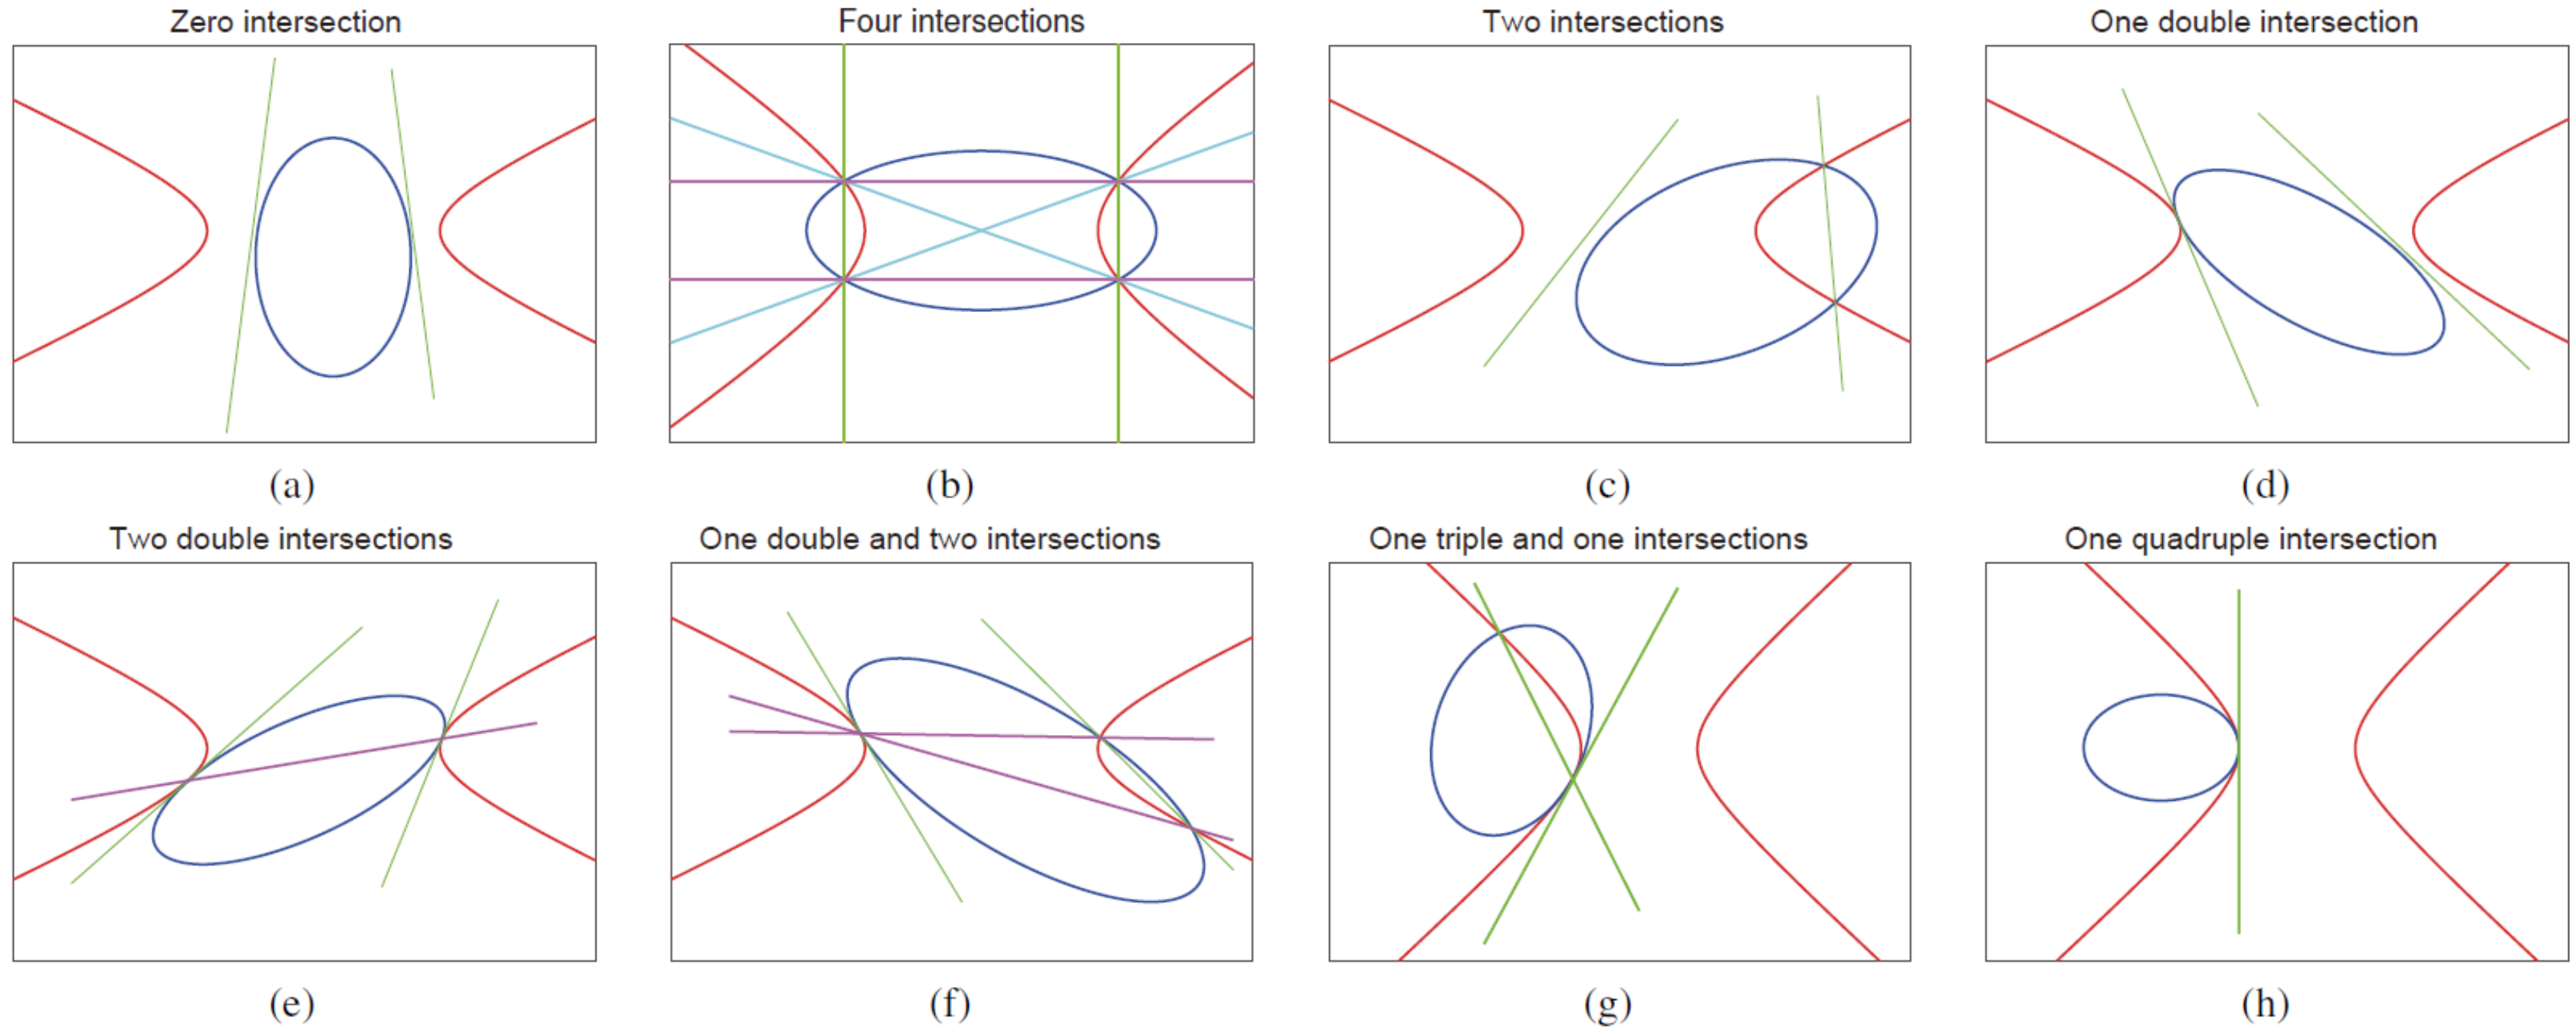 Zero intersection
Four intersections
Two intersections
One double intersection
(a)
(b)
(c)
(d)
Two double intersections
One double and two intersections
One triple and one intersections
One quadruple intersection
(e)
(f)
(g)
(h)